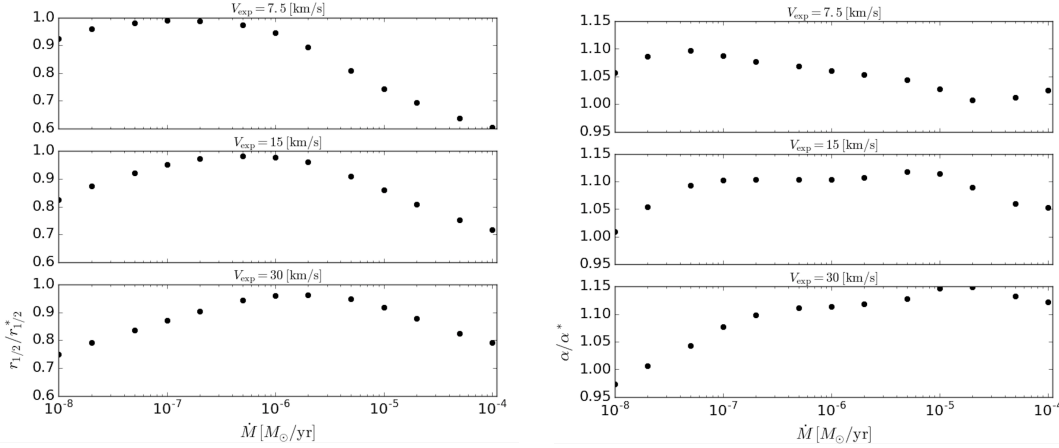 V_exp = 7.5 [km/s]
1.0
0.9
0.8
0.7
0.6
V_exp = 15 [km/s]
1.0
0.9
0.8
0.7
0.6
V_exp = 30 [km/s]
1.0
0.9
0.8
0.7
0.6
r_1/2/r*_1/2
10⁻⁸ 10⁻⁷ 10⁻⁶ 10⁻⁵ 10⁻⁴
Ṁ [M_⊙/yr]
V_exp = 7.5 [km/s]
1.15
1.10
1.05
1.00
0.95
V_exp = 15 [km/s]
1.15
1.10
1.05
1.00
0.95
V_exp = 30 [km/s]
1.15
1.10
1.05
1.00
0.95
α/α*
10⁻⁸ 10⁻⁷ 10⁻⁶ 10⁻⁵ 10⁻⁴
Ṁ [M_⊙/yr]